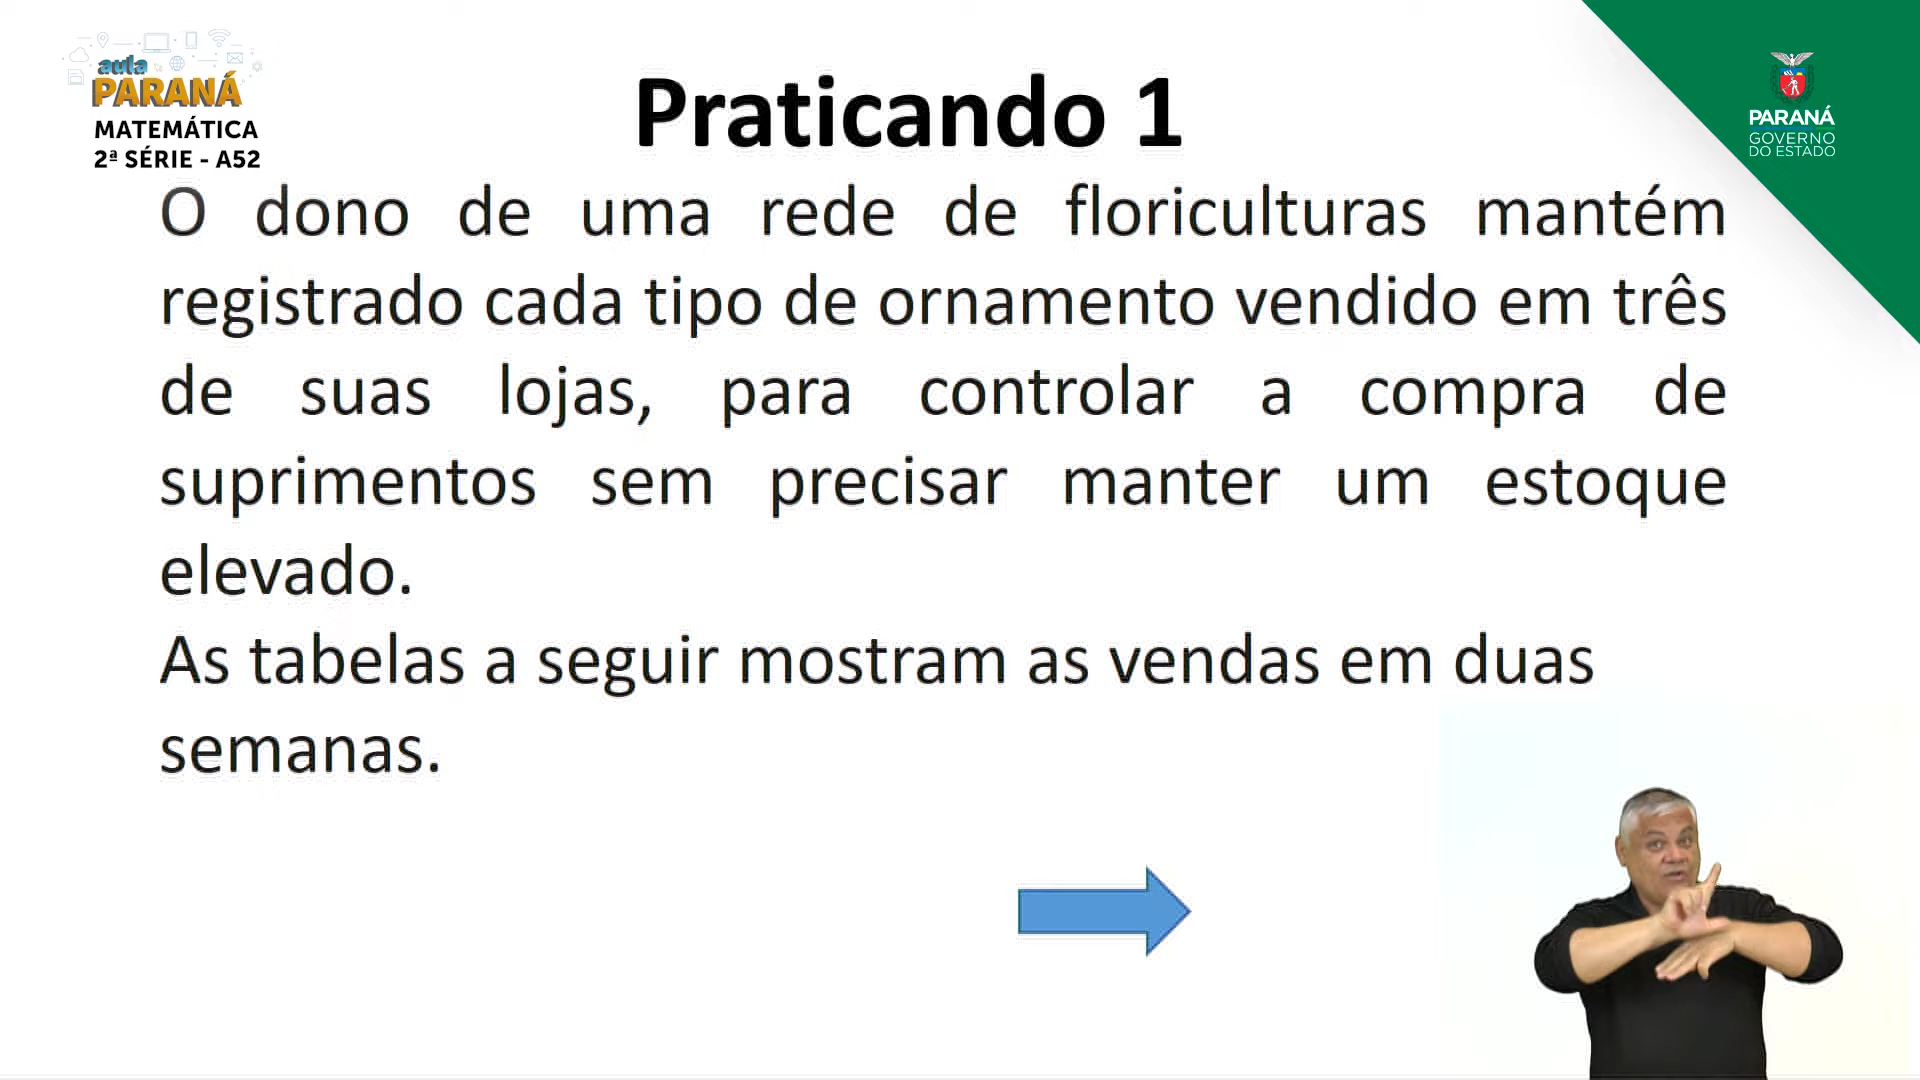 aula
PARANÁ
MATEMÁTICA
2ª SÉRIE - A52
Praticando 1
PARANÁ
GOVERNO
DO ESTADO
O dono de uma rede de floriculturas mantém
registrado cada tipo de ornamento vendido em três
de suas lojas, para controlar a compra de
suprimentos sem precisar manter um estoque
elevado.
As tabelas a seguir mostram as vendas em duas
semanas.